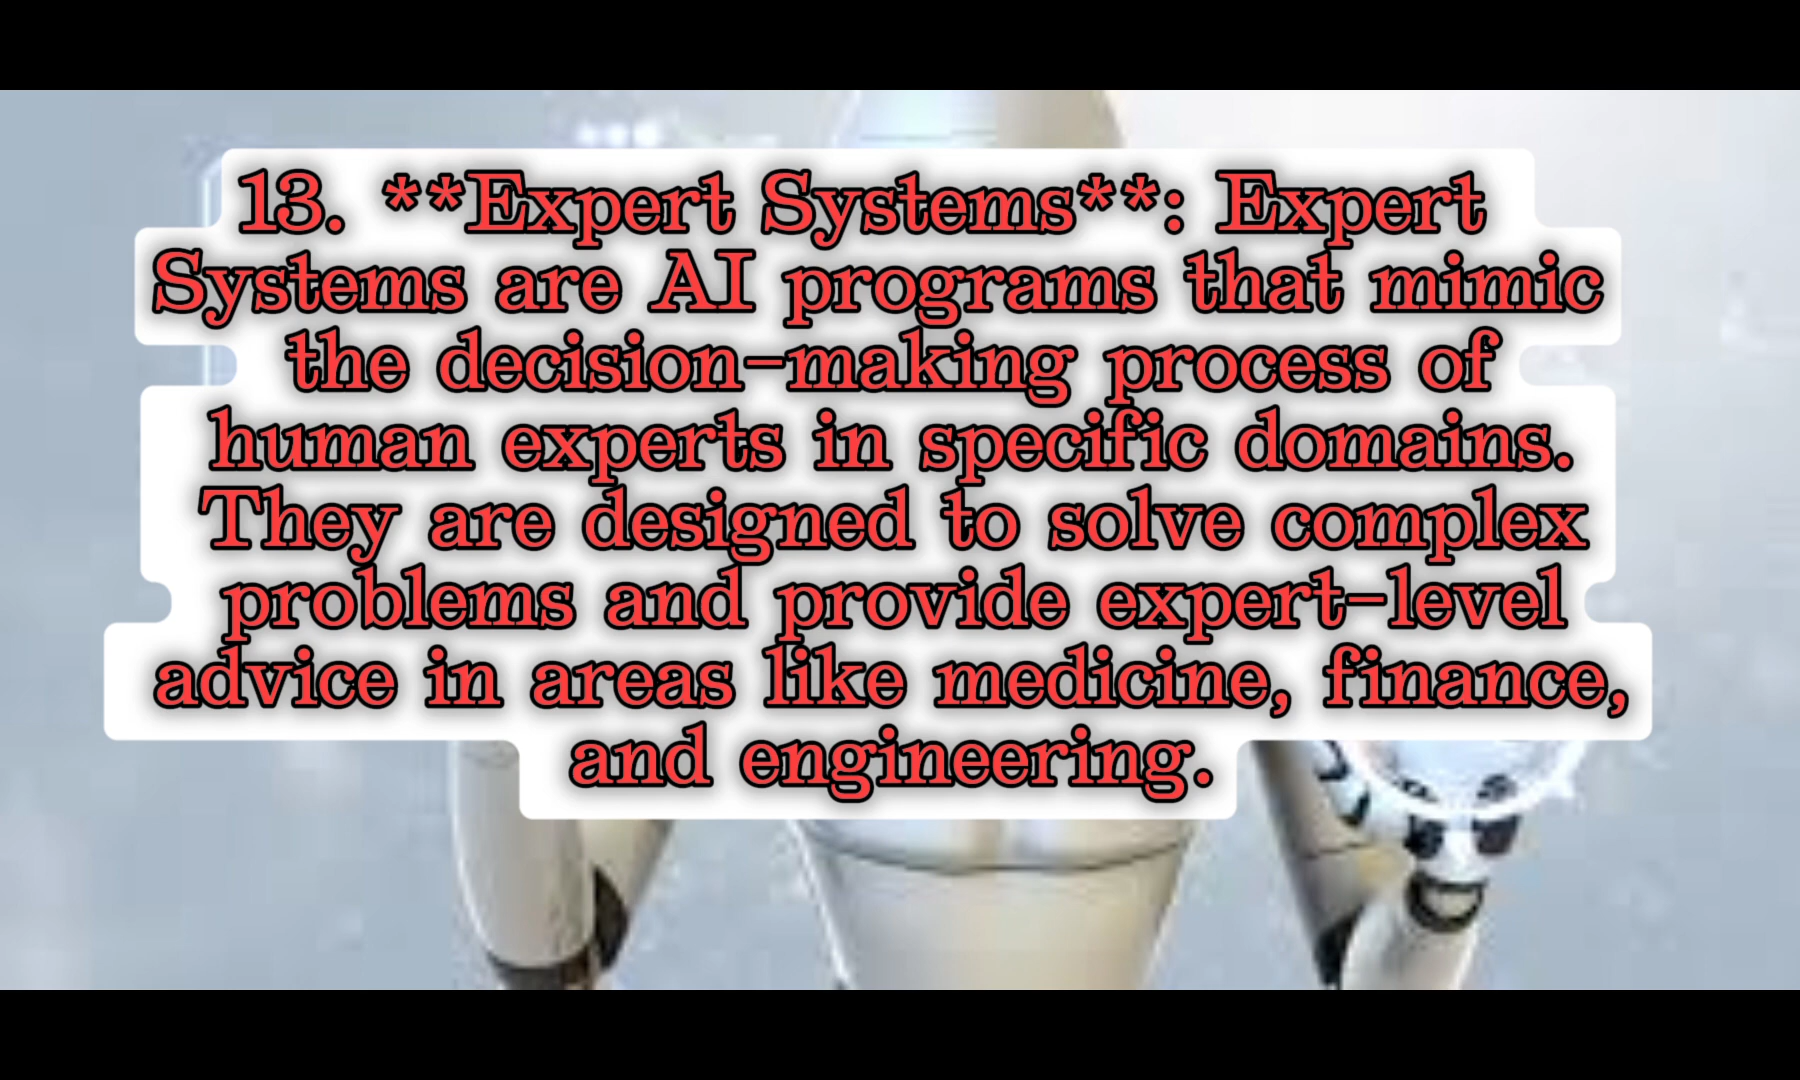 13. **Expert Systems**: Expert
Systems are AI programs that mimic
the decision-making process of
human experts in specific domains.
They are designed to solve complex
problems and provide expert-level
advice in areas like medicine, finance,
and engineering.